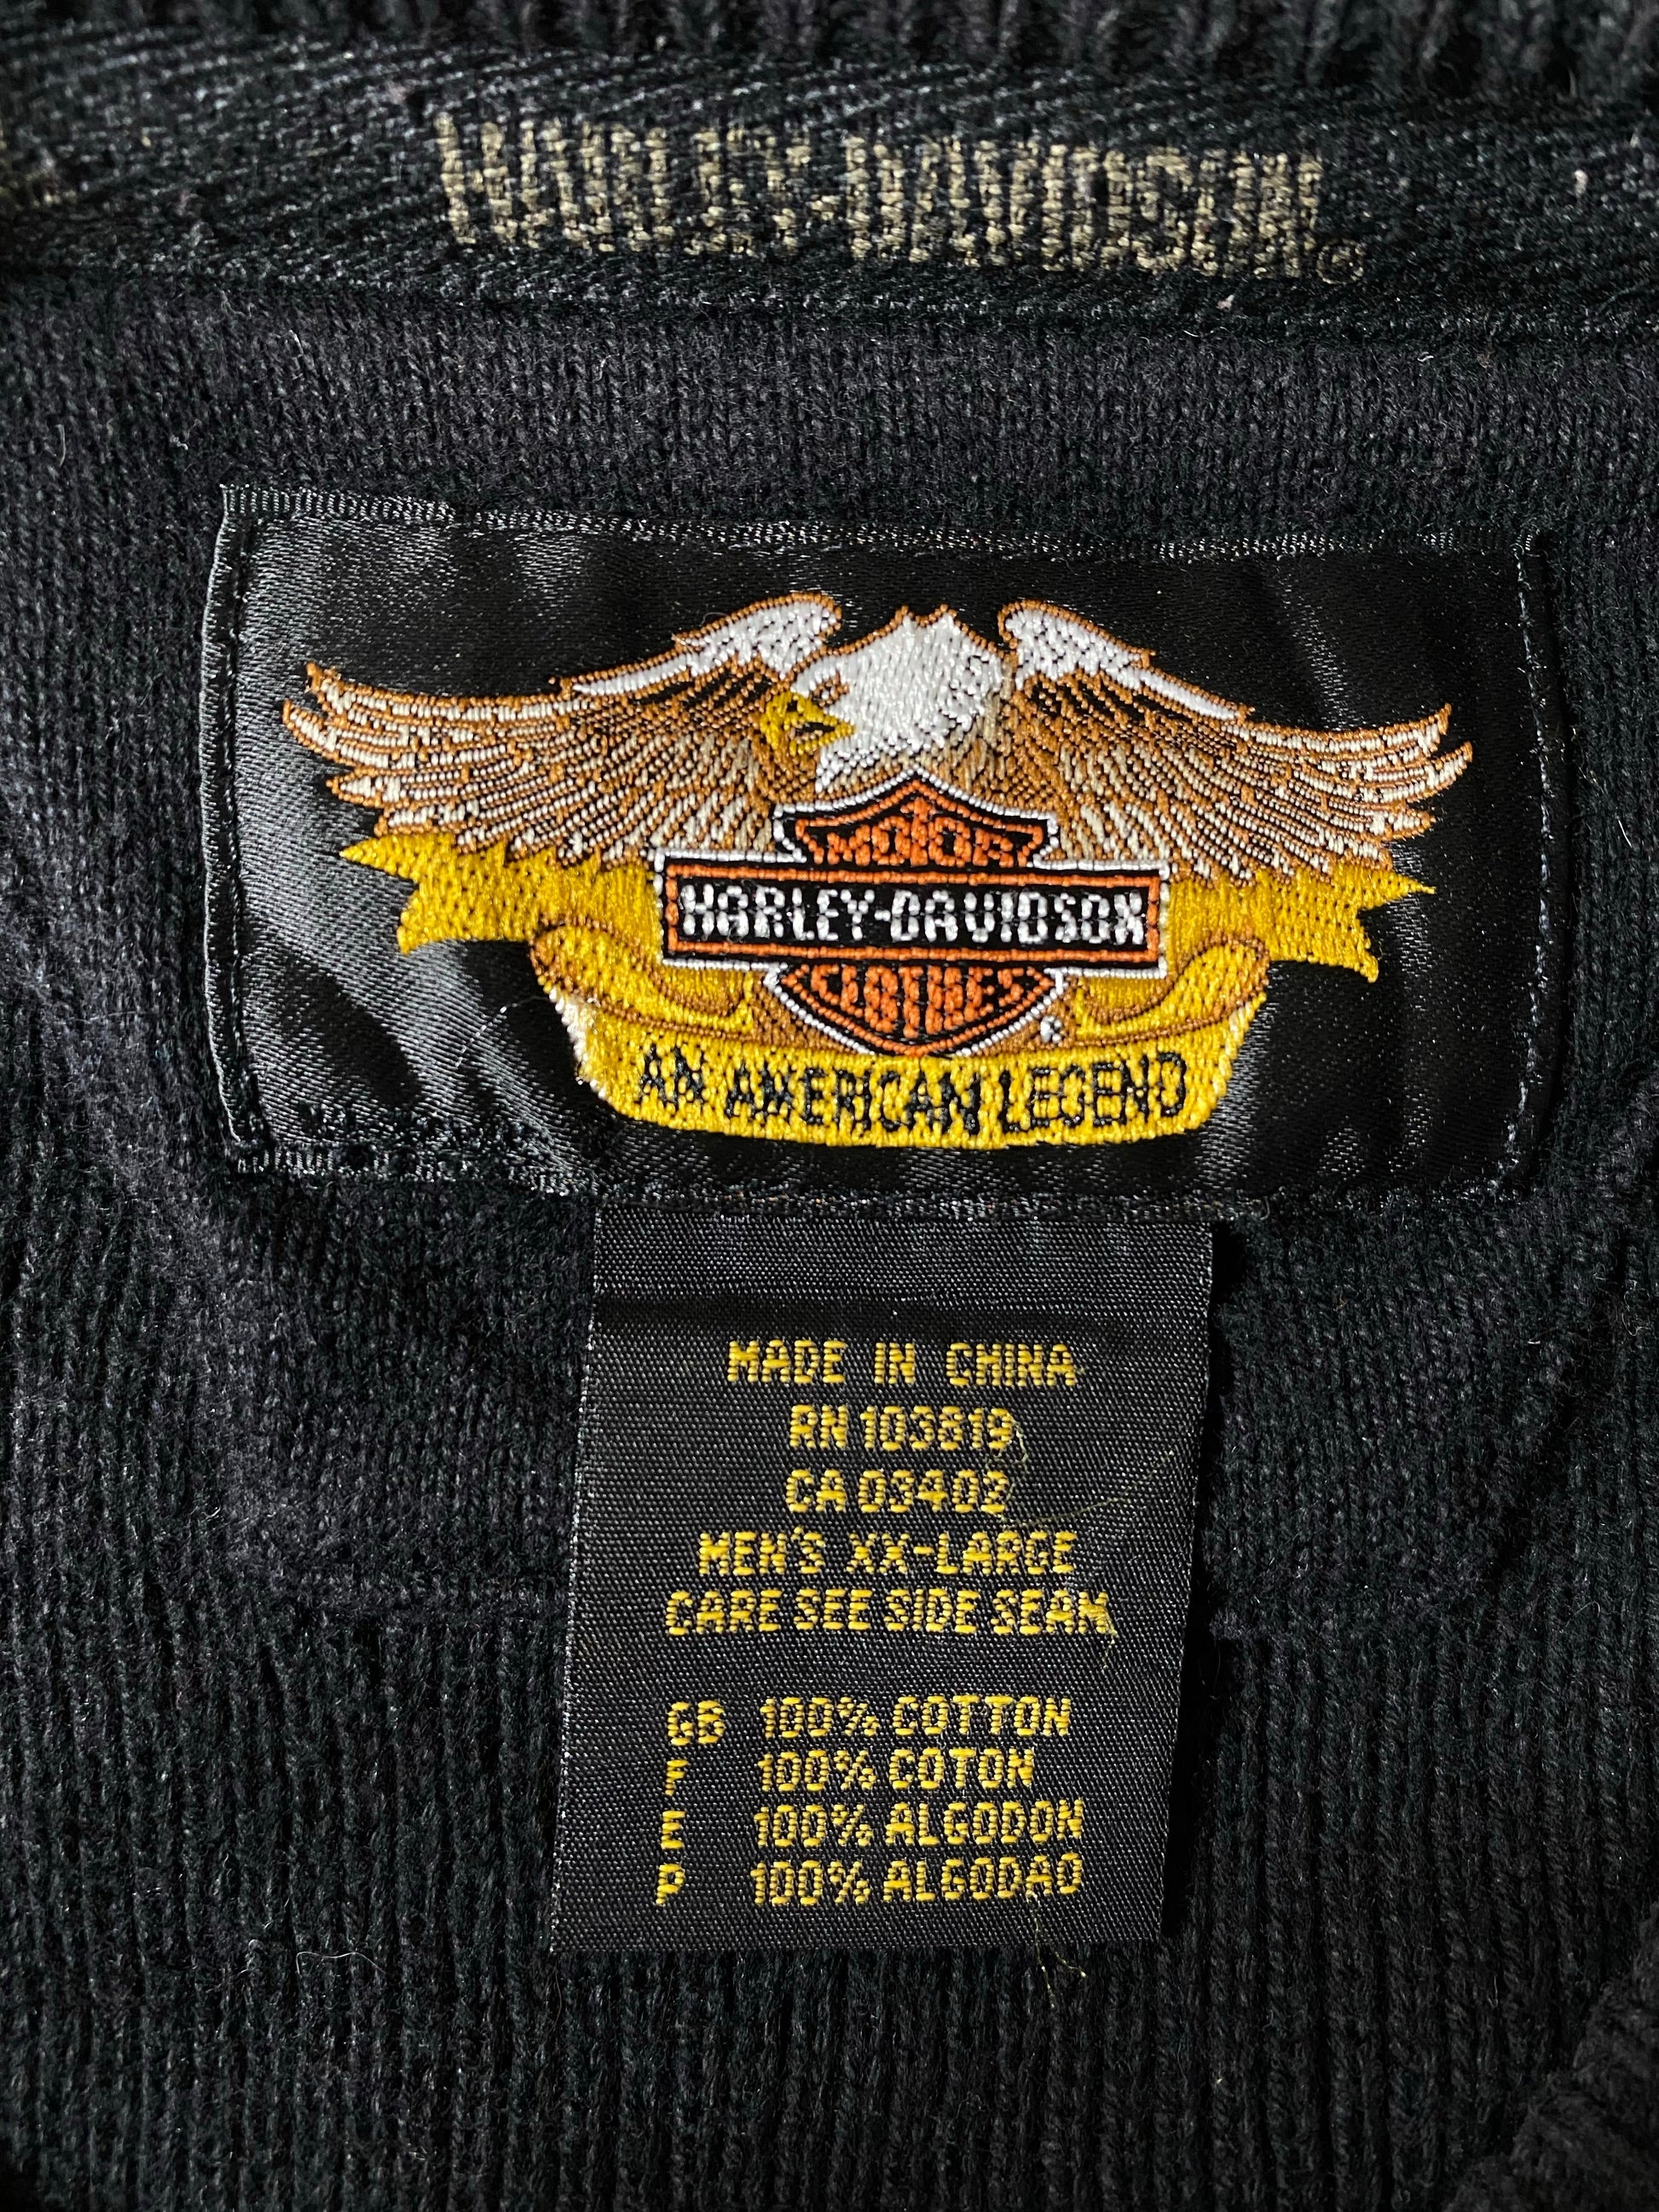 HARLEY-DAVIDSON©
MOTOR
HARLEY-DAVIDSON
CLOTHES
®
AN AMERICAN LEGEND
MADE IN CHINA
RN 103819
CA 03402
MEN'S XX-LARGE
CARE SEE SIDE SEAM
GB 100% COTTON
F 100% COTON
E 100% ALGODON
P 100% ALGODAO